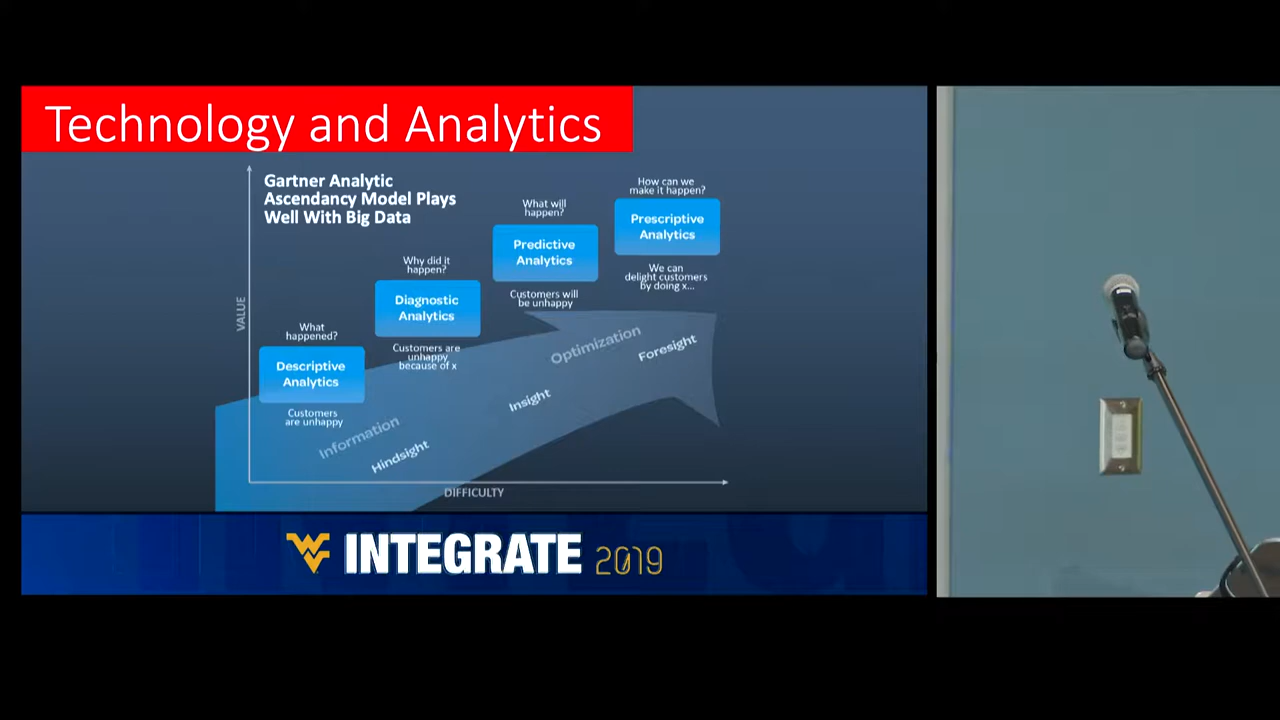 Technology and Analytics
Gartner Analytic
Ascendancy Model Plays
Well With Big Data
VALUE
What
happened?
Descriptive
Analytics
Customers
are unhappy
Why did it
happen?
Diagnostic
Analytics
Customers are
unhappy
because of x
What will
happen?
Predictive
Analytics
Customers will
be unhappy
How can we
make it happen?
Prescriptive
Analytics
We can
delight customers
by doing x...
Information
Hindsight
Insight
Optimization
Foresight
DIFFICULTY
WV INTEGRATE 2019